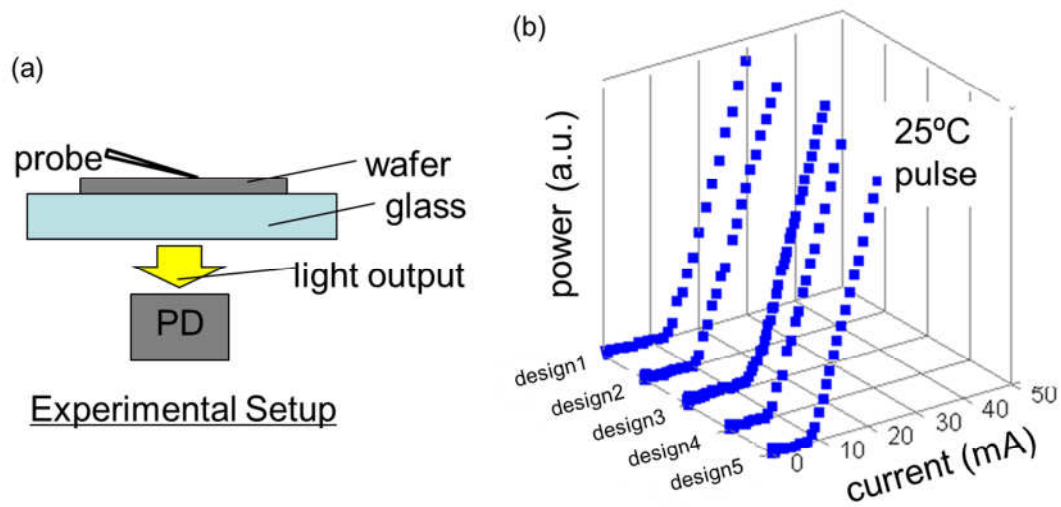 (a)
probe
wafer
glass
light output
PD
Experimental Setup
(b)
power (a.u.)
25ºC
pulse
design1
design2
design3
design4
design5
0
10
20
30
40
50
current (mA)